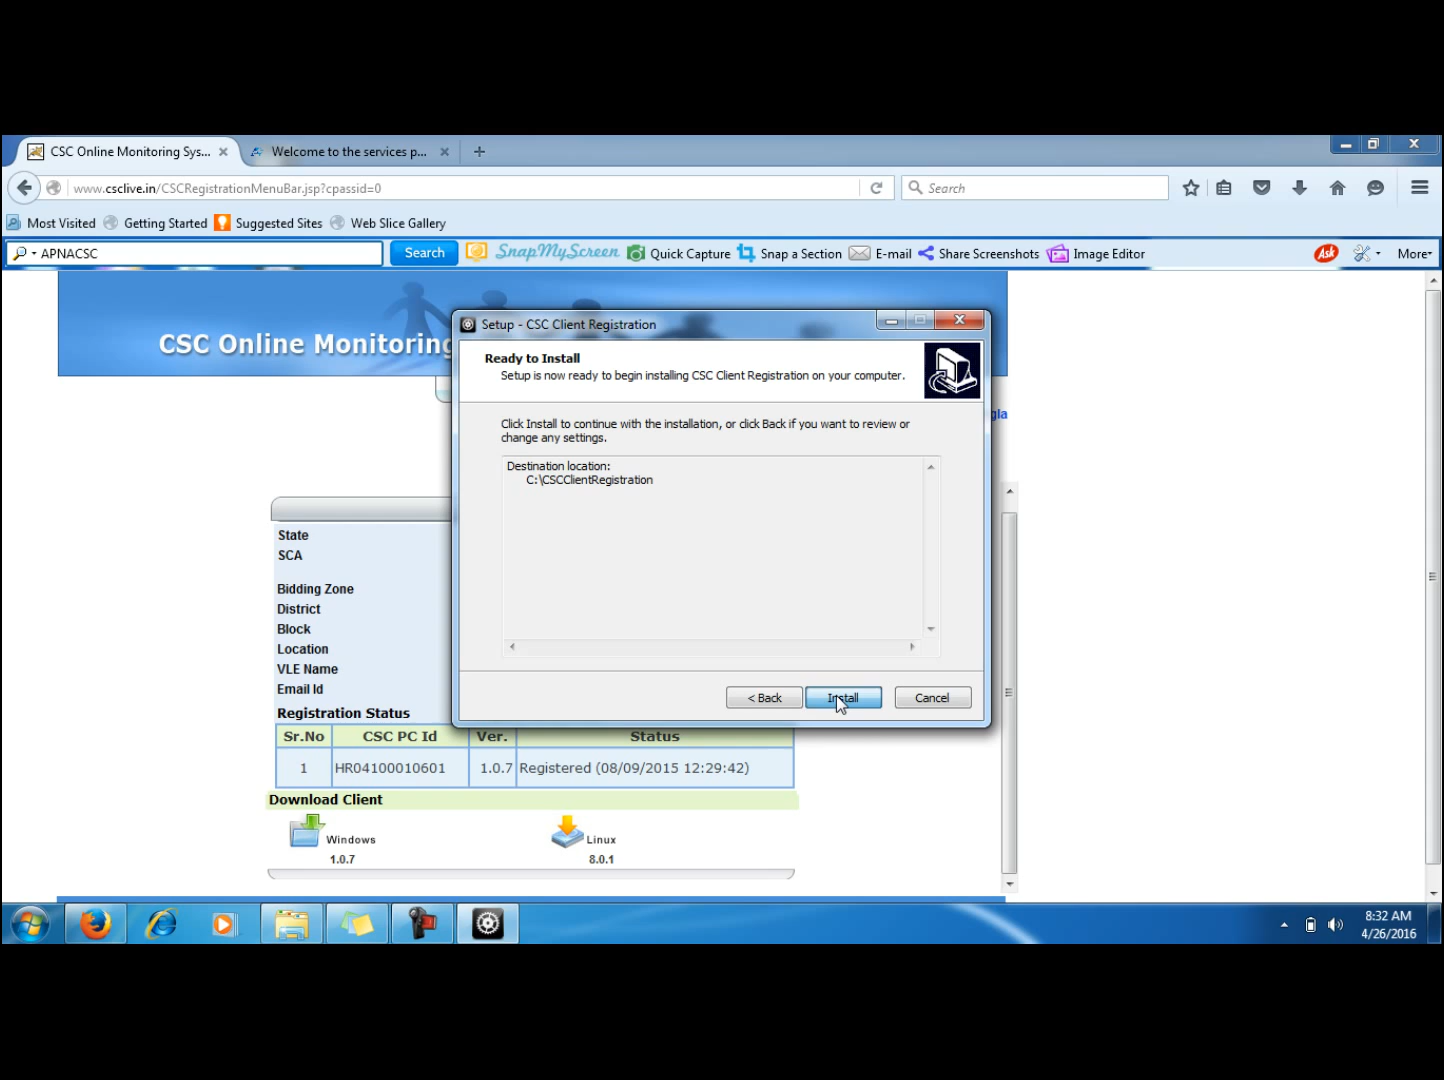 CSC Online Monitoring Sys...
Welcome to the services p...
www.csclive.in/CSCRegistrationMenuBar.jsp?cpassid=0
Search
Most Visited Getting Started Suggested Sites Web Slice Gallery
APNACSC Search SnapMyScreen Quick Capture Snap a Section E-mail Share Screenshots Image Editor Ask More
CSC Online Monitoring
Setup - CSC Client Registration
Ready to Install
Setup is now ready to begin installing CSC Client Registration on your computer.
gla
Click Install to continue with the installation, or click Back if you want to review or
change any settings.
Destination location:
C:\CSCClientRegistration
< Back Install Cancel
State
SCA
Bidding Zone
District
Block
Location
VLE Name
Email Id
Registration Status
Sr.No CSC PC Id Ver. Status
1 HR04100010601 1.0.7 Registered (08/09/2015 12:29:42)
Download Client
Windows Linux
1.0.7 8.0.1
8:32 AM
4/26/2016